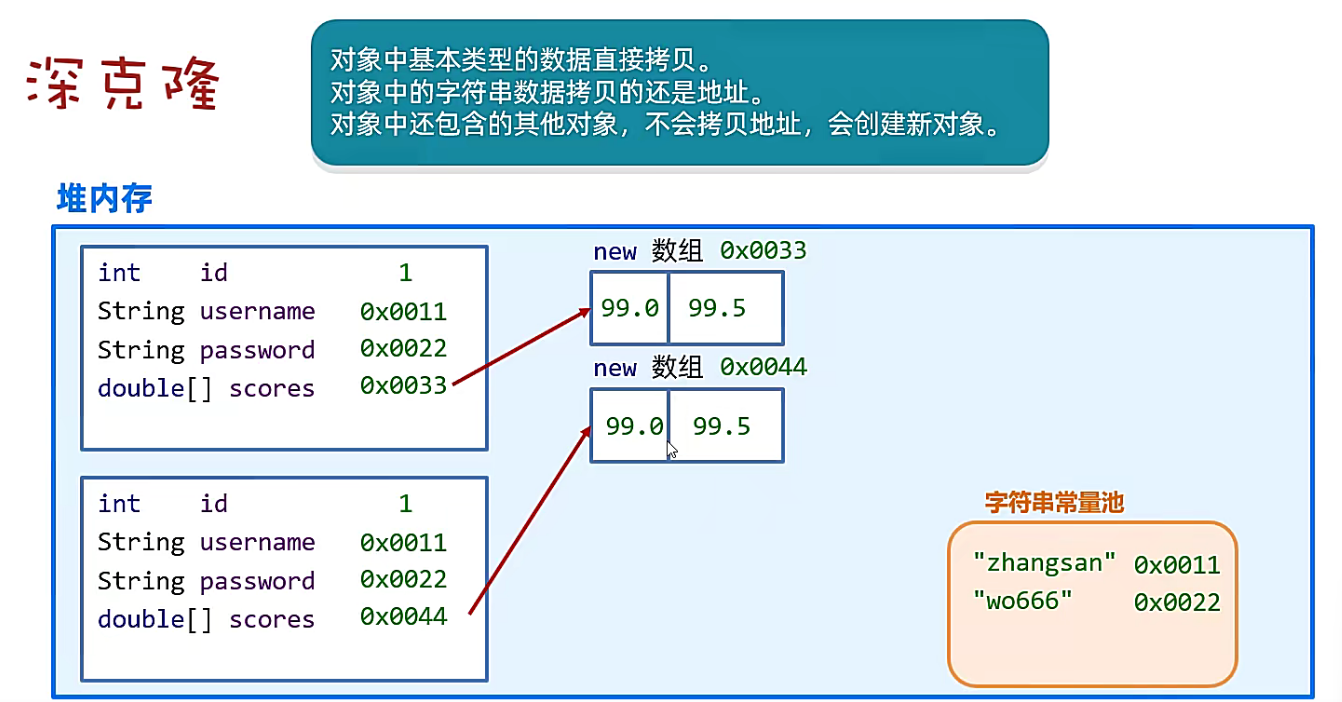 深克隆
对象中基本类型的数据直接拷贝。
对象中的字符串数据拷贝的还是地址。
对象中还包含的其他对象，不会拷贝地址，会创建新对象。
堆内存
int id 1
String username 0x0011
String password 0x0022
double[] scores 0x0033
new 数组 0x0033
99.0 99.5
new 数组 0x0044
99.0 99.5
int id 1
String username 0x0011
String password 0x0022
double[] scores 0x0044
字符串常量池
"zhangsan" 0x0011
"wo666" 0x0022